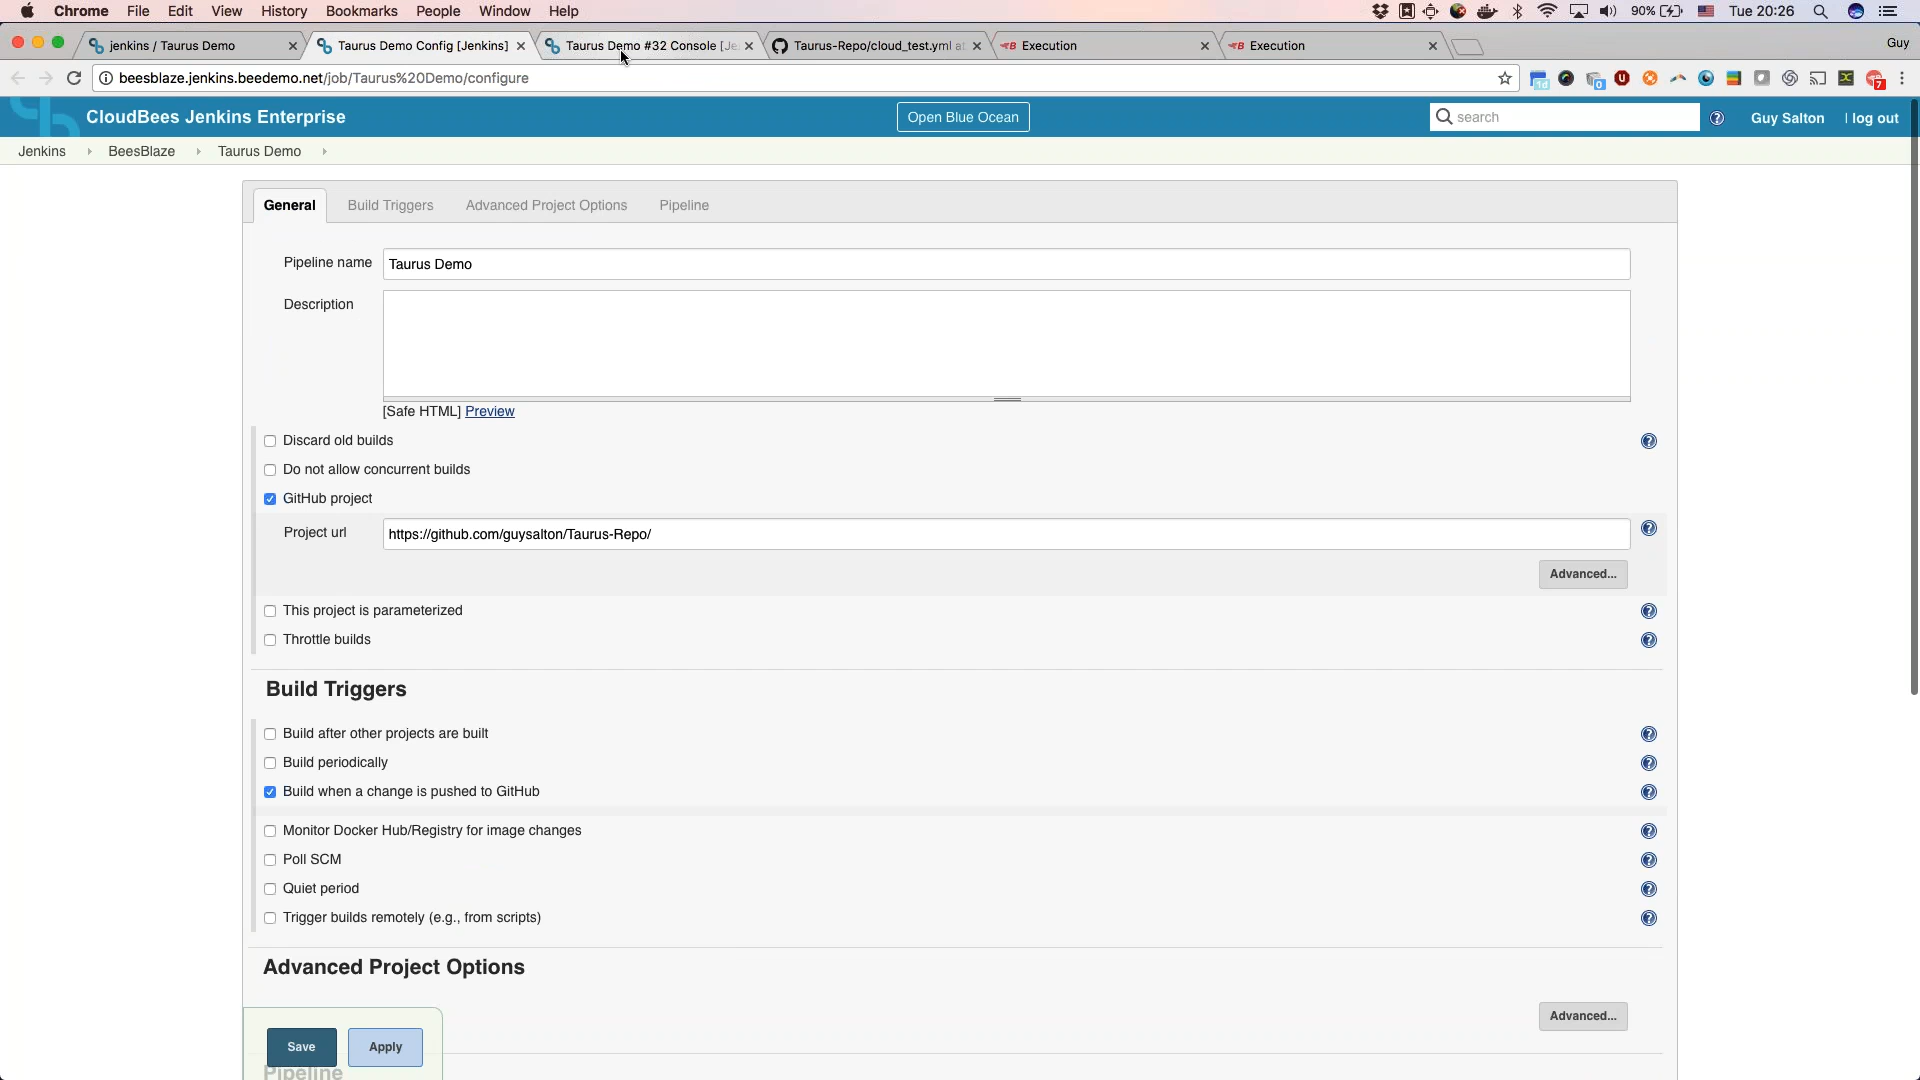 Chrome File Edit View History Bookmarks People Window Help 90% Tue 20:26
jenkins / Taurus Demo Taurus Demo Config [Jenkins] Taurus Demo #32 Console [Je Taurus-Repo/cloud_test.yml at Execution Execution Guy
beesblaze.jenkins.beedemo.net/job/Taurus%20Demo/configure
CloudBees Jenkins Enterprise Open Blue Ocean search Guy Salton | log out
Jenkins BeesBlaze Taurus Demo
General Build Triggers Advanced Project Options Pipeline
Pipeline name Taurus Demo
Description
[Safe HTML] Preview
Discard old builds
Do not allow concurrent builds
GitHub project
Project url https://github.com/guysalton/Taurus-Repo/
Advanced...
This project is parameterized
Throttle builds
Build Triggers
Build after other projects are built
Build periodically
Build when a change is pushed to GitHub
Monitor Docker Hub/Registry for image changes
Poll SCM
Quiet period
Trigger builds remotely (e.g., from scripts)
Advanced Project Options
Advanced...
Save Apply
Pipeline